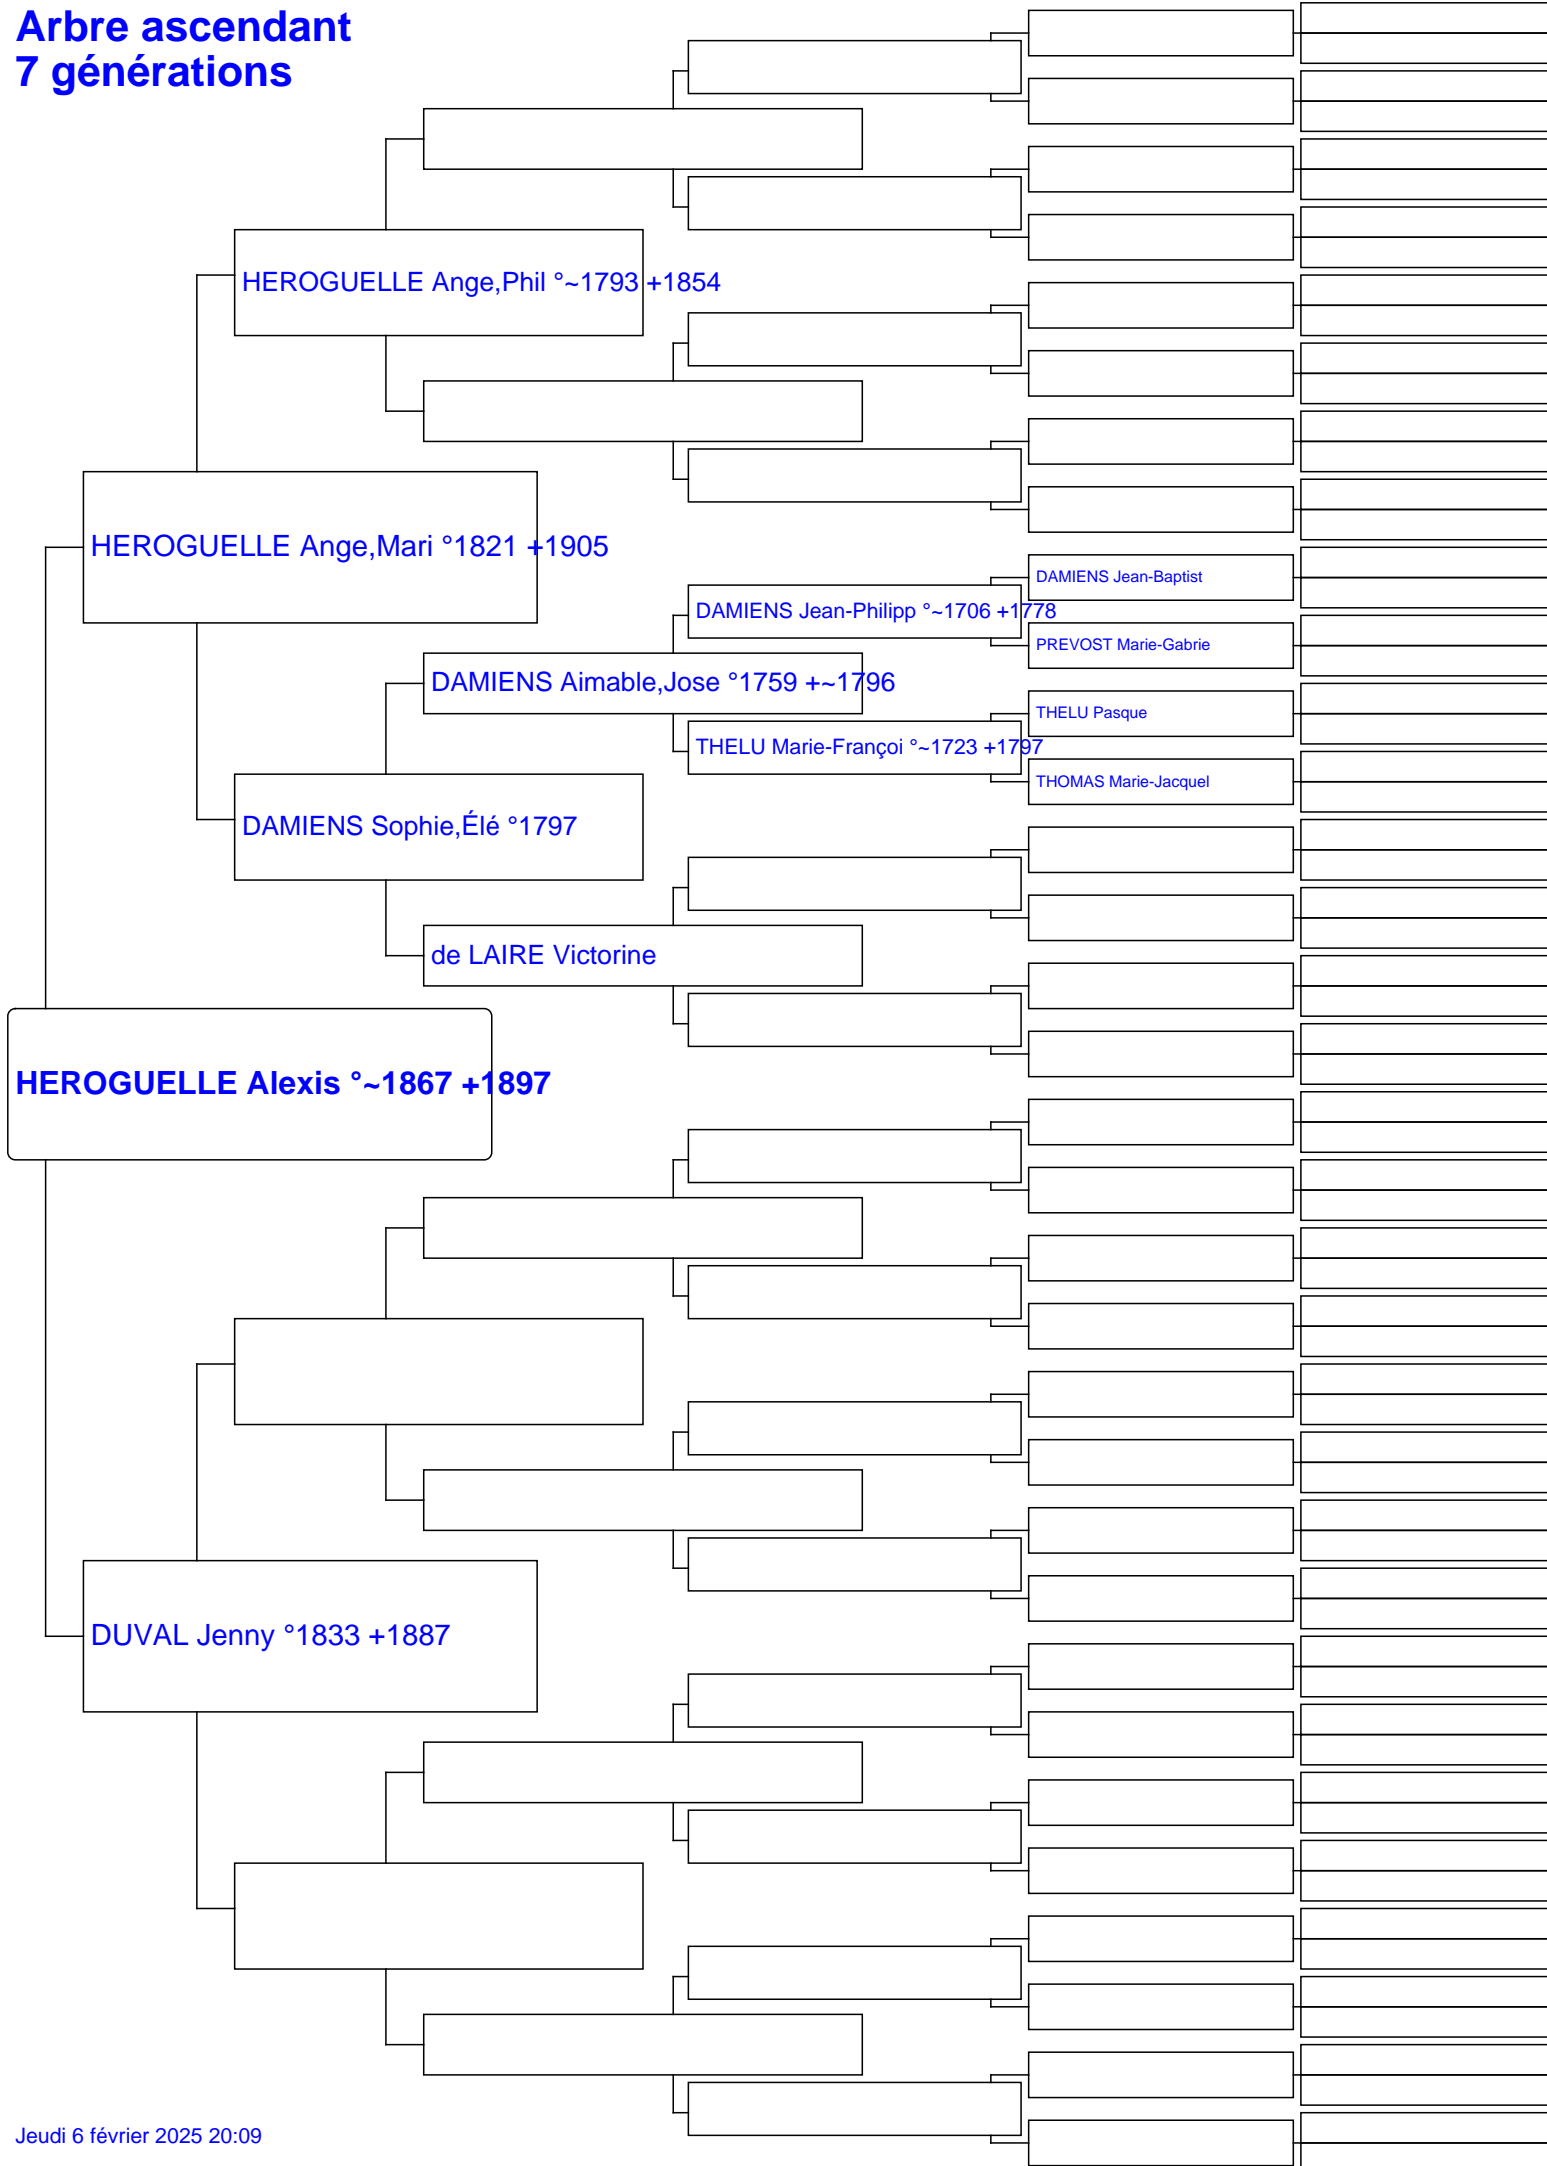 Arbre ascendant
7 générations
HEROGUELLE Ange,Phil °~1793 +1854
HEROGUELLE Ange,Mari °1821 +1905
DAMIENS Jean-Baptist
DAMIENS Jean-Philipp °~1706 +1778
PREVOST Marie-Gabrie
DAMIENS Aimable,Jose °1759 +~1796
THELU Pasque
THELU Marie-Françoi °~1723 +1797
THOMAS Marie-Jacquel
DAMIENS Sophie,Élé °1797
de LAIRE Victorine
HEROGUELLE Alexis °~1867 +1897
DUVAL Jenny °1833 +1887
Jeudi 6 février 2025 20:09